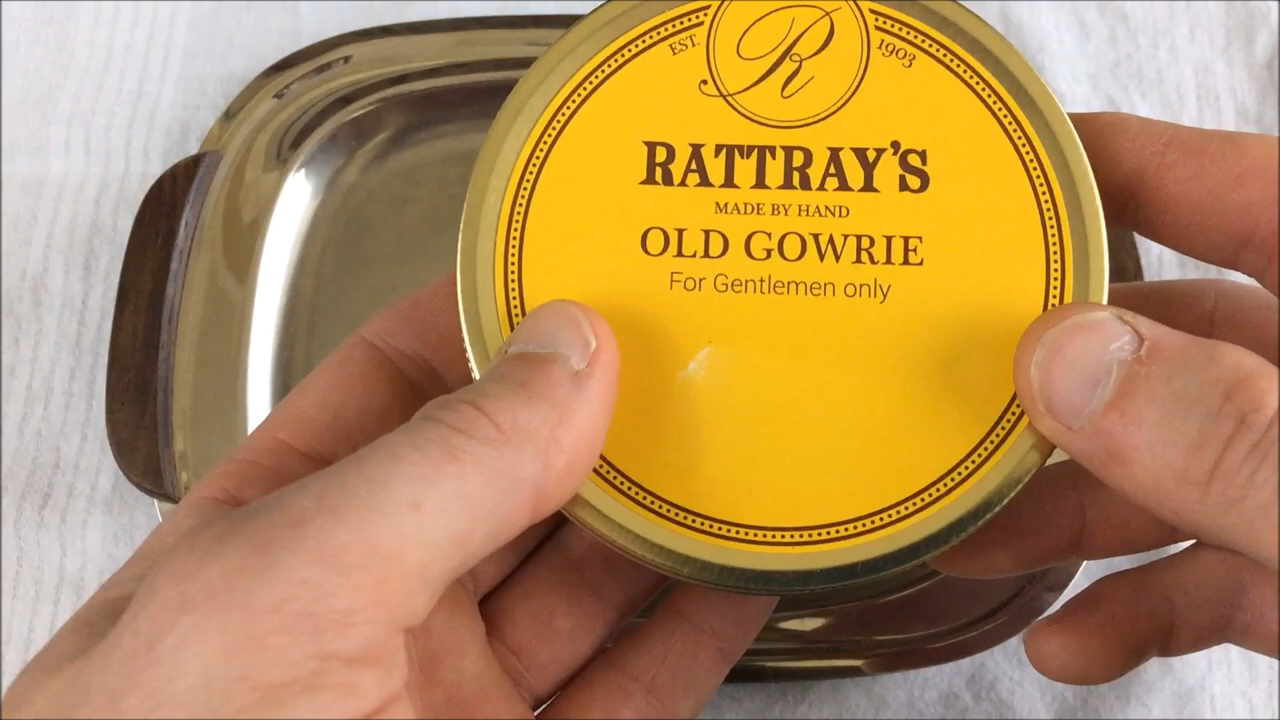 R
EST. 1903
RATTRAY'S
MADE BY HAND
OLD GOWRIE
For Gentlemen only